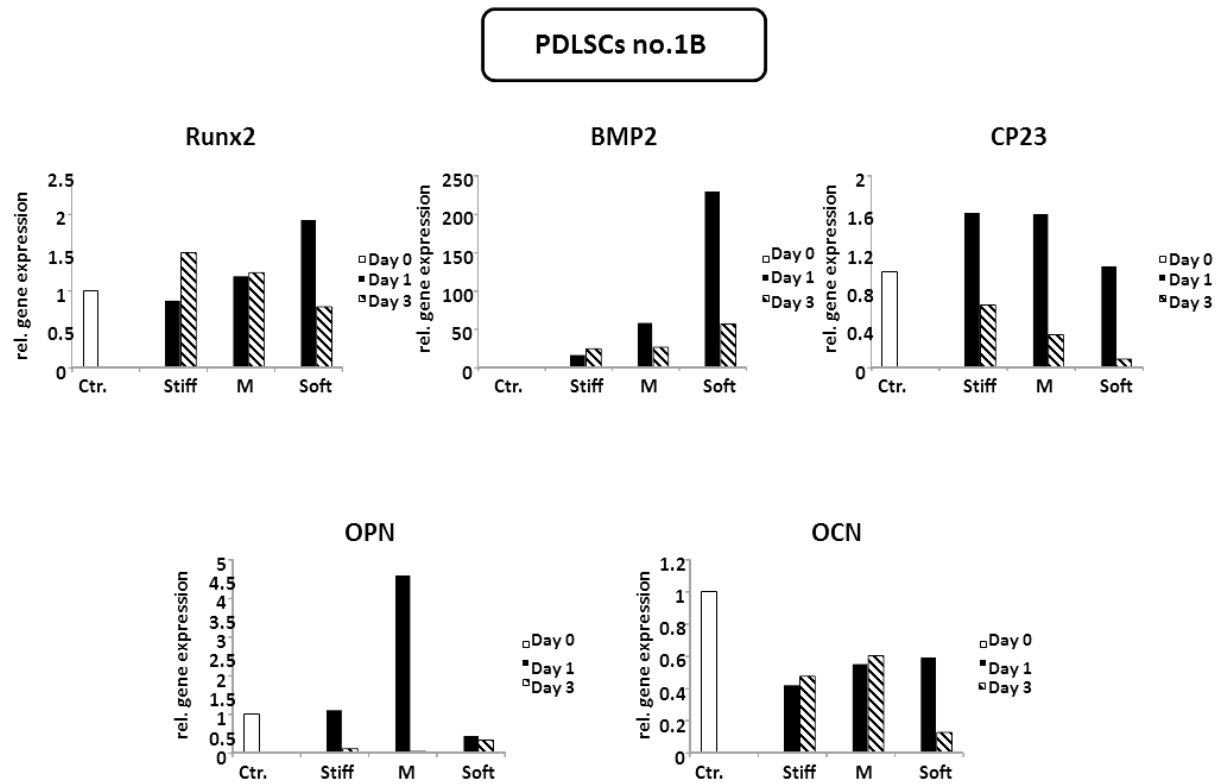 PDLSCs no.1B
Runx2
rel. gene expression
2.5
2
1.5
1
0.5
0
Ctr.
Stiff
M
Soft
Day 0
Day 1
Day 3
BMP2
rel. gene expression
250
200
150
100
50
0
Ctr.
Stiff
M
Soft
Day 0
Day 1
Day 3
CP23
rel. gene expression
2
1.6
1.2
0.8
0.4
0
Ctr.
Stiff
M
Soft
Day 0
Day 1
Day 3
OPN
rel. gene expression
5
4.5
4
3.5
3
2.5
2
1.5
1
0.5
0
Ctr.
Stiff
M
Soft
Day 0
Day 1
Day 3
OCN
rel. gene expression
1.2
1
0.8
0.6
0.4
0.2
0
Ctr.
Stiff
M
Soft
Day 0
Day 1
Day 3